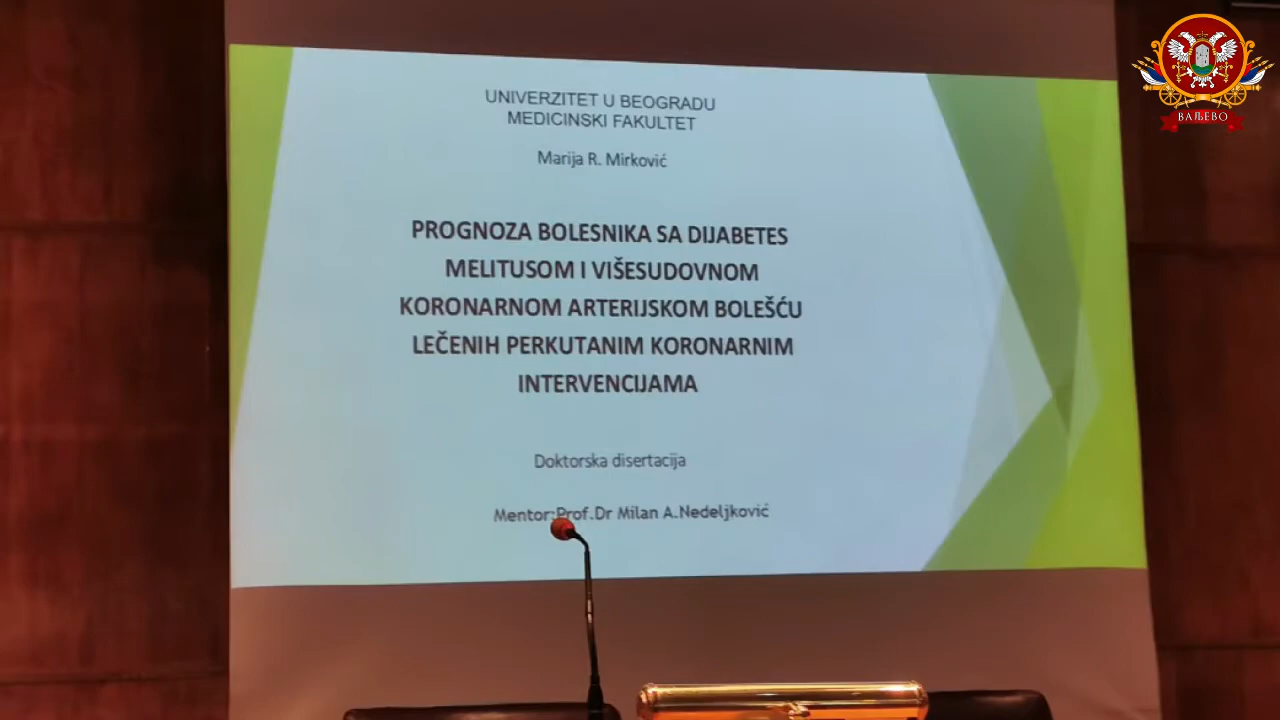 UNIVERZITET U BEOGRADU
MEDICINSKI FAKULTET
Marija R. Mirković
PROGNOZA BOLESNIKA SA DIJABETES
MELITUSOM I VIŠESUDOVNOM
KORONARNOM ARTERIJSKOM BOLEŠĆU
LEČENIH PERKUTANIM KORONARNIM
INTERVENCIJAMA
Doktorska disertacija
Mentor:Prof.Dr Milan A.Nedeljković
ВАЉЕВО